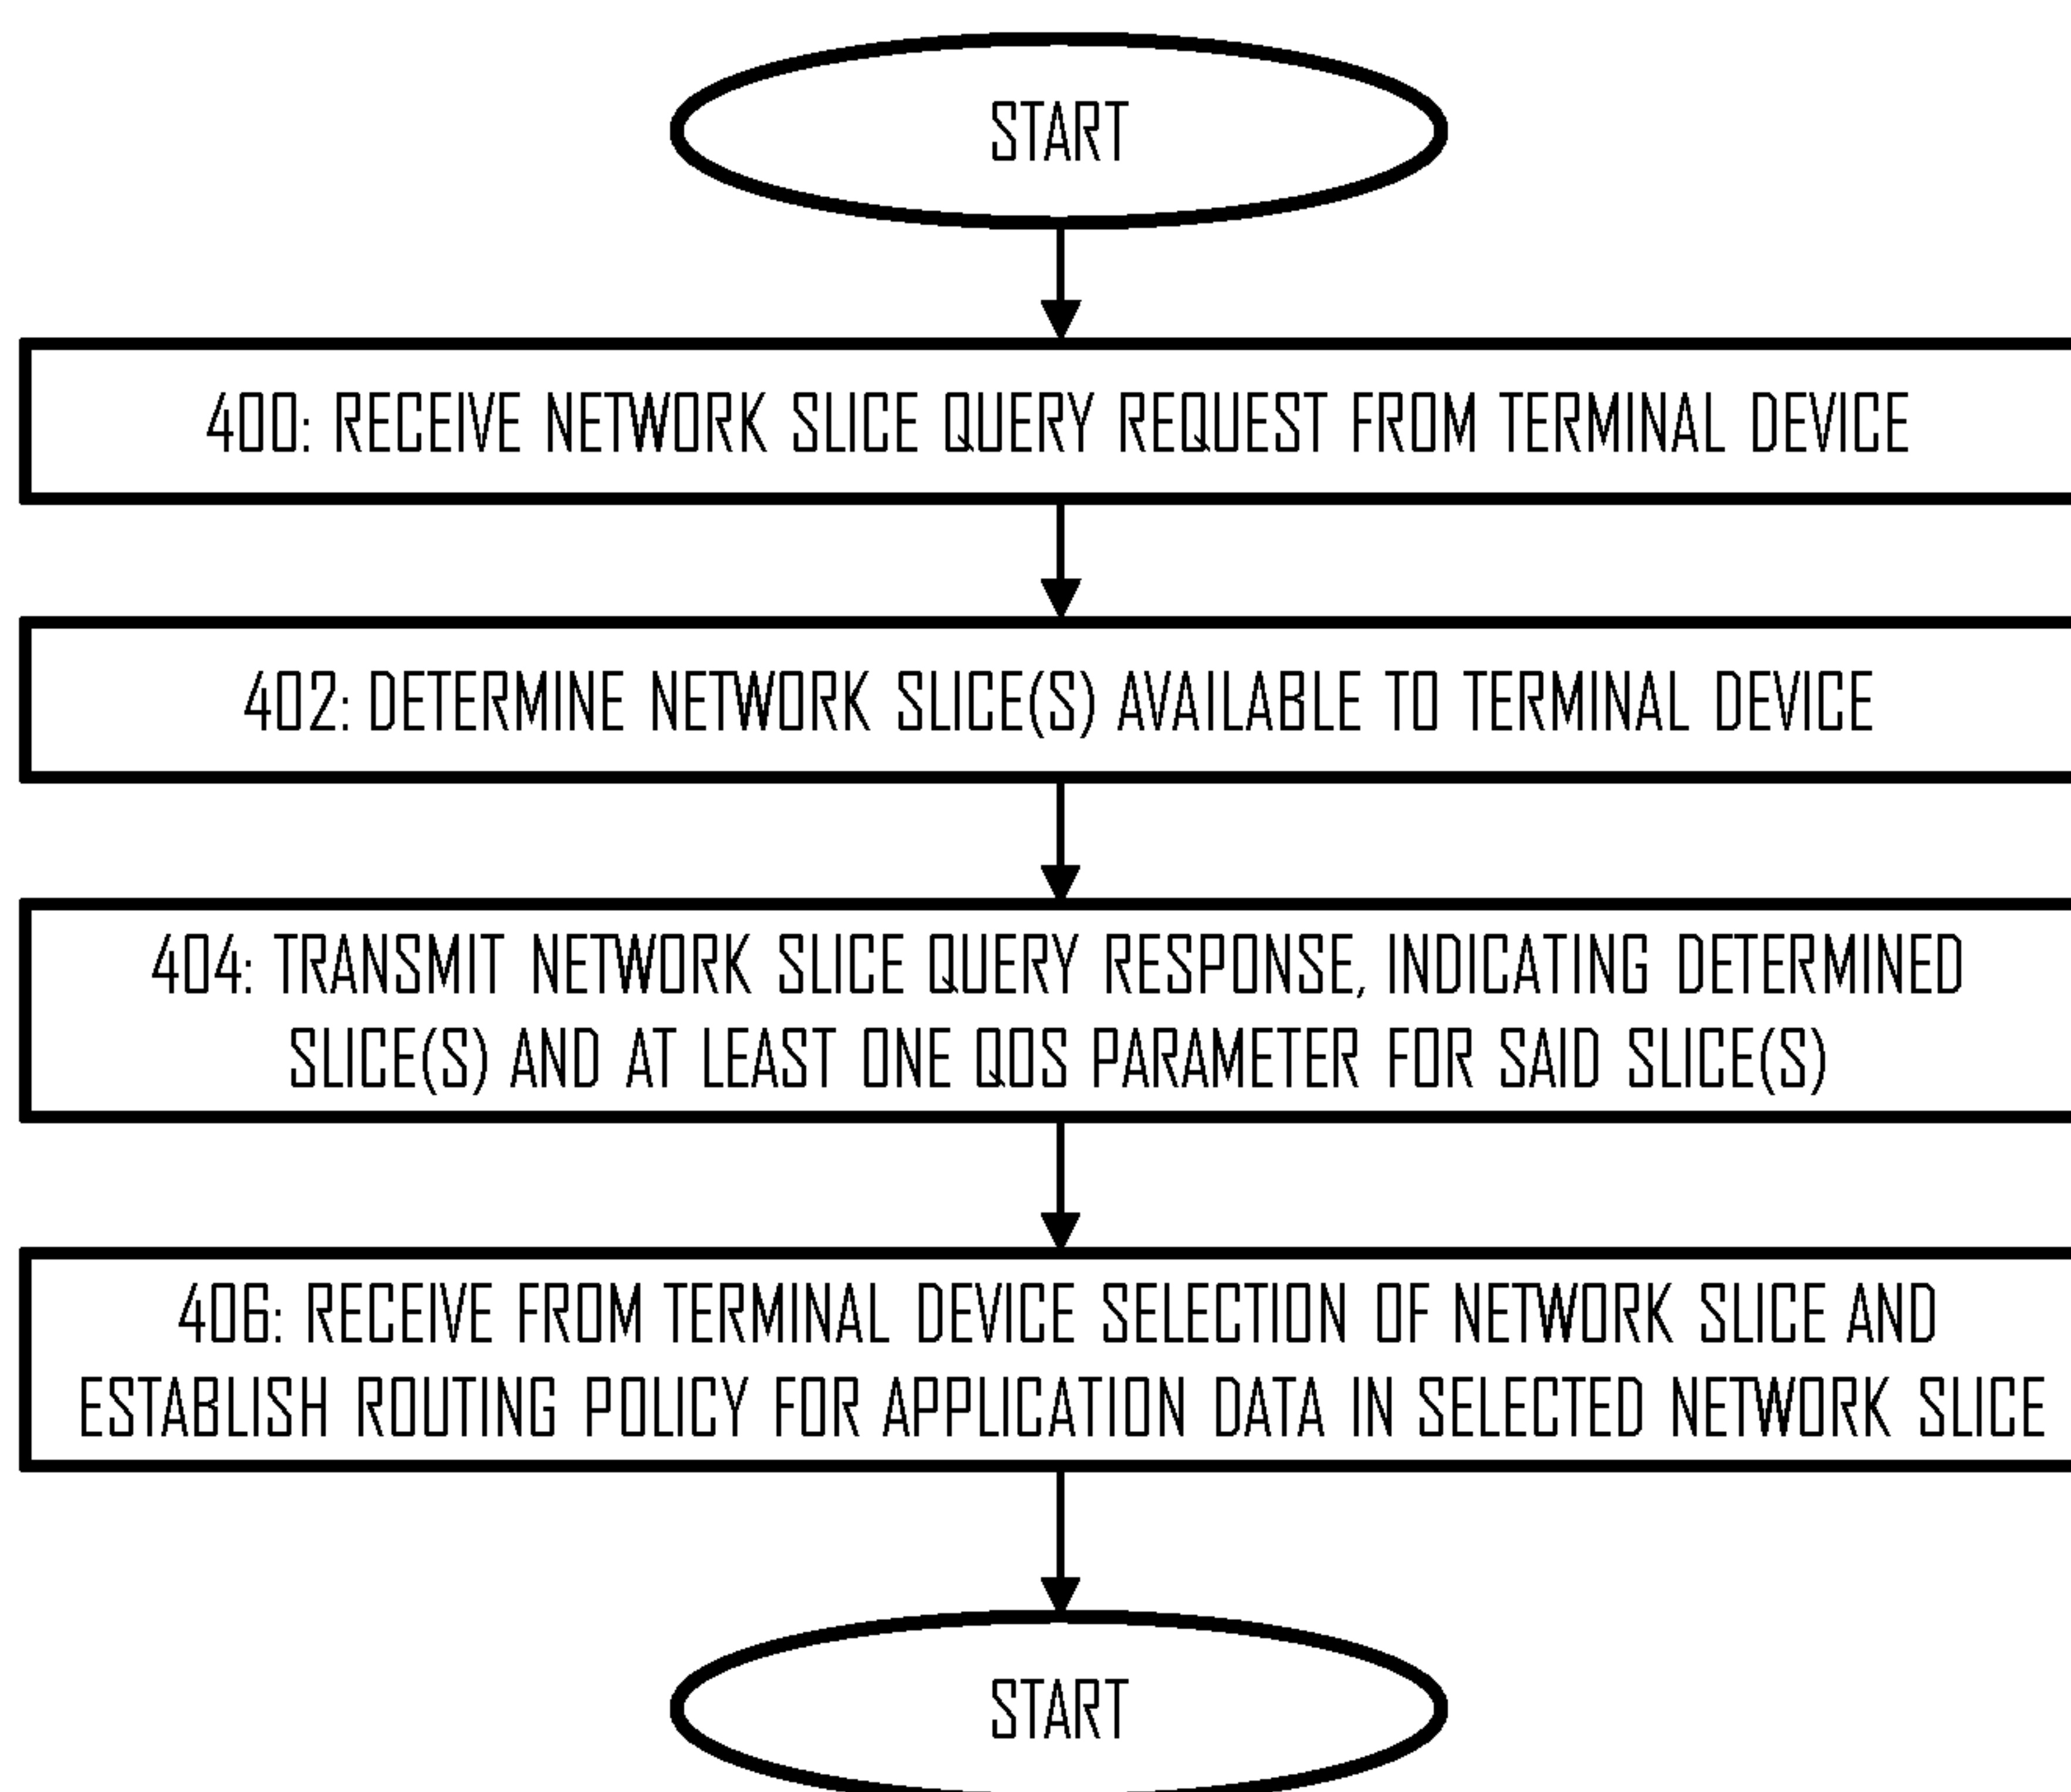 START
400: RECEIVE NETWORK SLICE QUERY REQUEST FROM TERMINAL DEVICE
402: DETERMINE NETWORK SLICE(S) AVAILABLE TO TERMINAL DEVICE
404: TRANSMIT NETWORK SLICE QUERY RESPONSE, INDICATING DETERMINED
SLICE(S) AND AT LEAST ONE QOS PARAMETER FOR SAID SLICE(S)
406: RECEIVE FROM TERMINAL DEVICE SELECTION OF NETWORK SLICE AND
ESTABLISH ROUTING POLICY FOR APPLICATION DATA IN SELECTED NETWORK SLICE
START